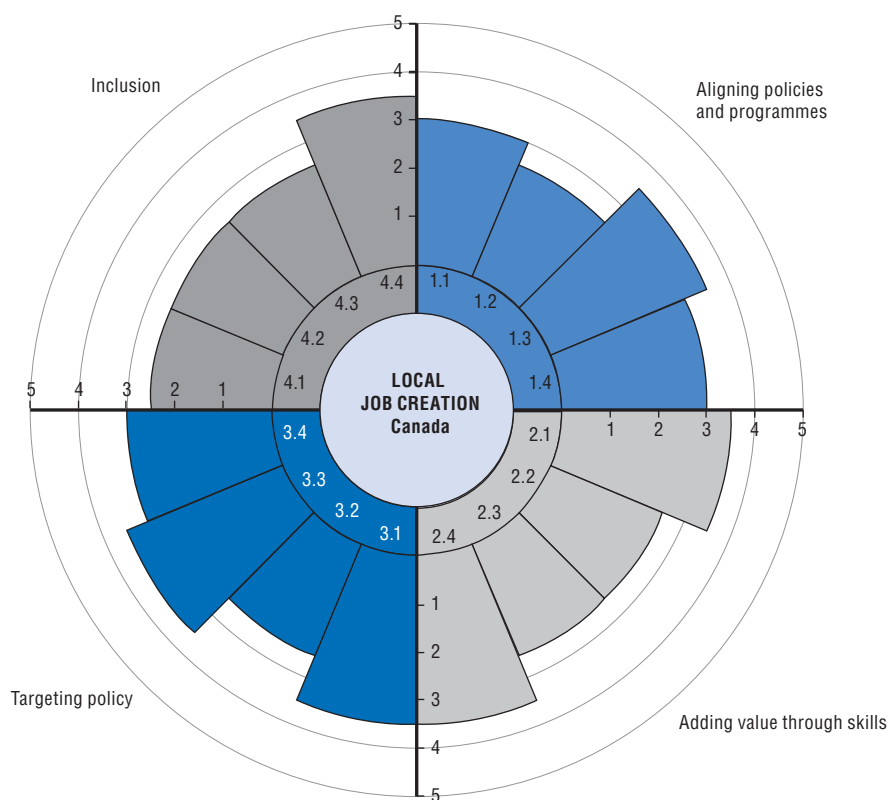 5
4
3
2
1
Inclusion
Aligning policies
and programmes
4.4
4.3
4.2
4.1
1.1
1.2
1.3
1.4
5 4 3 2 1
LOCAL
JOB CREATION
Canada
1 2 3 4 5
3.4
3.3
3.2
3.1
2.1
2.2
2.3
2.4
1
2
3
4
5
Targeting policy
Adding value through skills